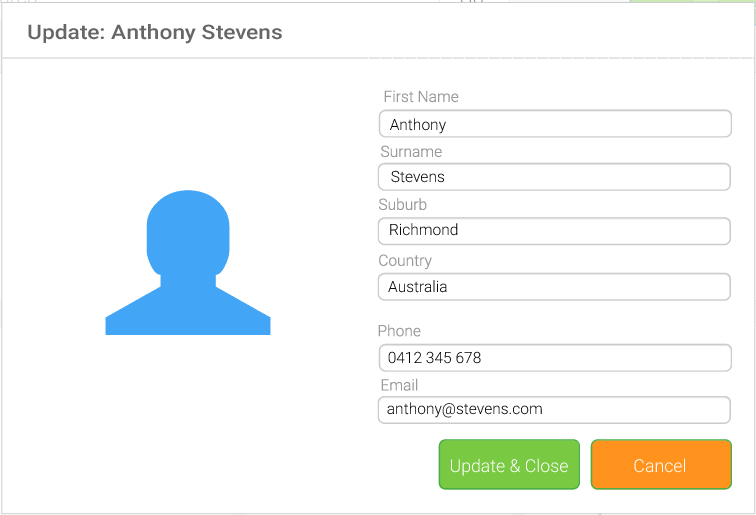 Update: Anthony Stevens
First Name
Anthony
Surname
Stevens
Suburb
Richmond
Country
Australia
Phone
0412 345 678
Email
anthony@stevens.com
Update & Close
Cancel